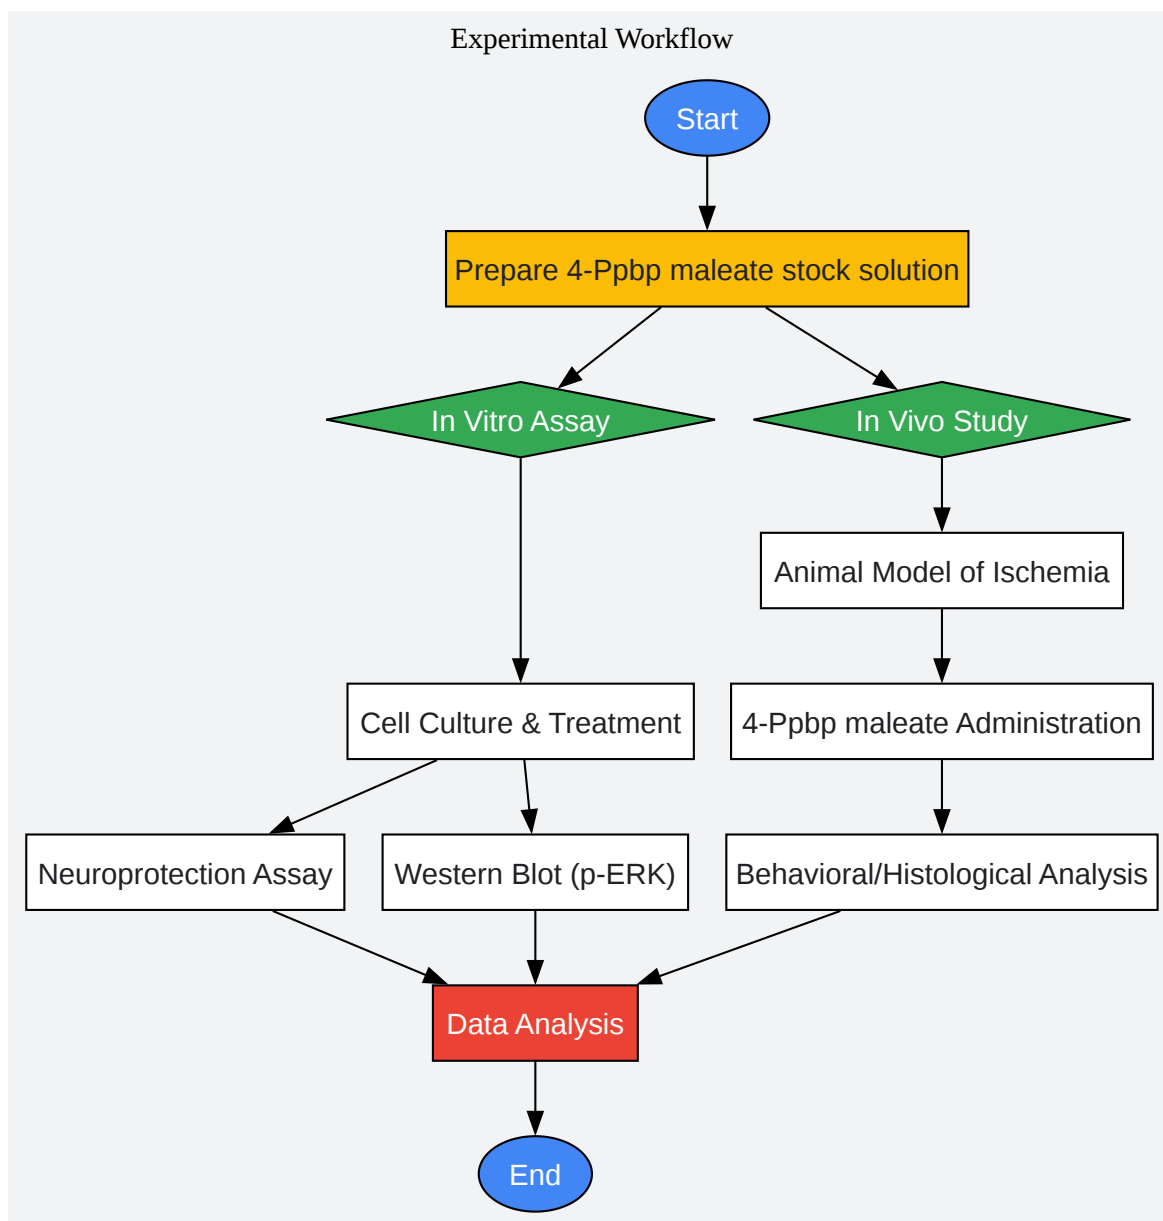 Experimental Workflow
Start
Prepare 4-Ppbp maleate stock solution
In Vitro Assay
In Vivo Study
Animal Model of Ischemia
Cell Culture & Treatment
4-Ppbp maleate Administration
Neuroprotection Assay
Western Blot (p-ERK)
Behavioral/Histological Analysis
Data Analysis
End